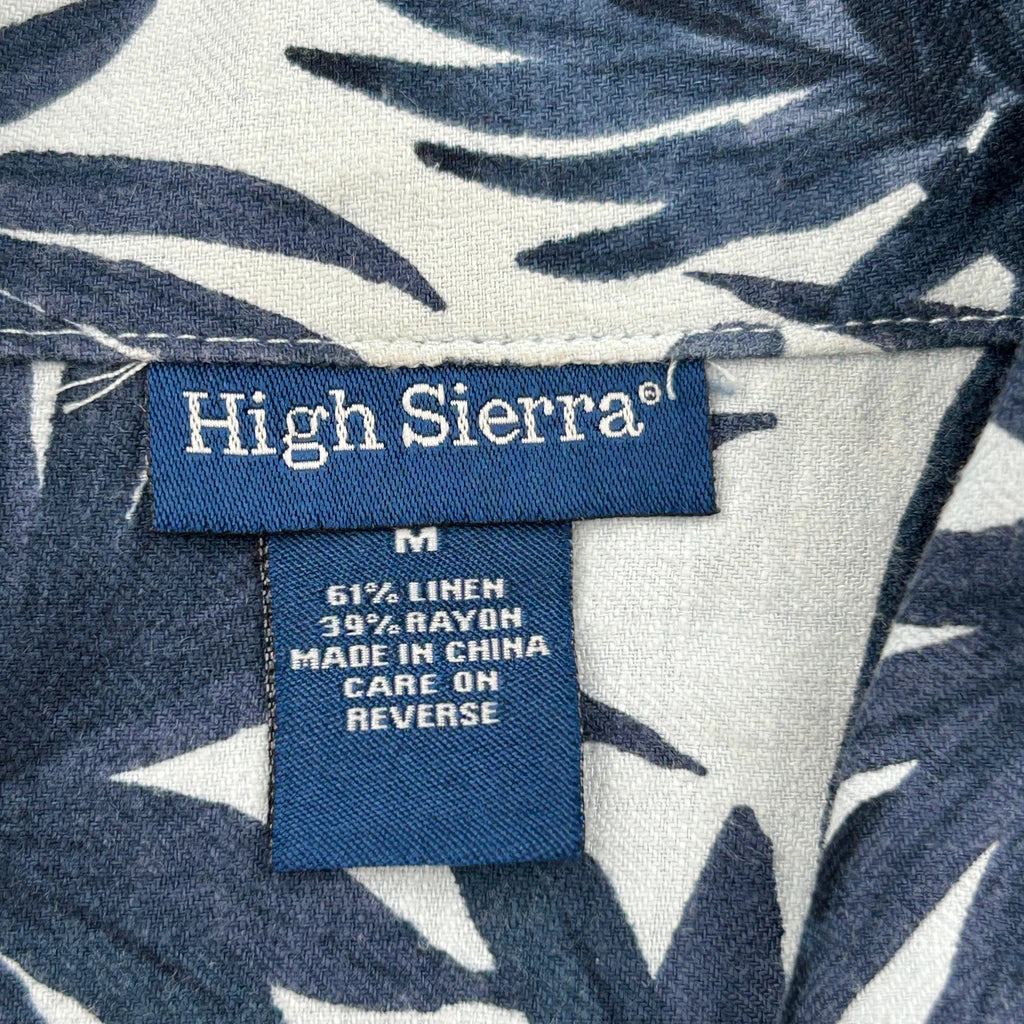 High Sierra®
M
61% LINEN
39% RAYON
MADE IN CHINA
CARE ON
REVERSE